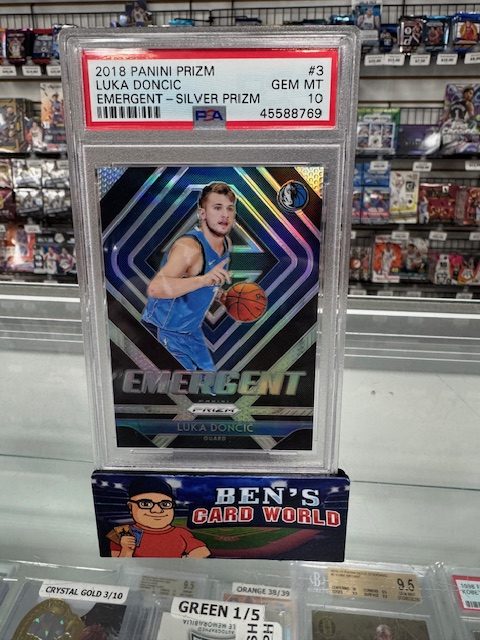 2018 PANINI PRIZM #3
LUKA DONCIC GEM MT
EMERGENT - SILVER PRIZM 10
PSA 45588769
EMERGENT
PANINI
PRIZM
LUKA DONCIC
GUARD
BEN'S
CARD WORLD
CRYSTAL GOLD 3/10
9.5
ORANGE 38/39
GREEN 1/5
9.5